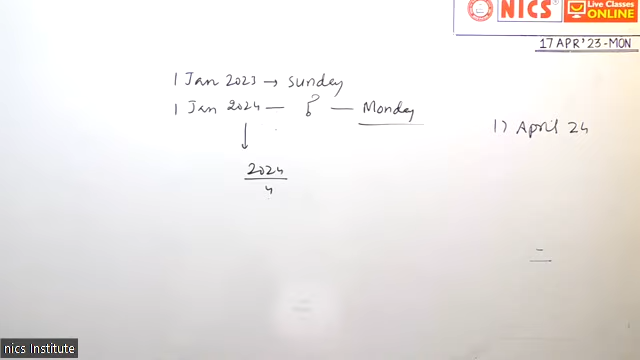 NICS
Live Classes
ONLINE
17 APR'23-MON
1 Jan 2023 → Sunday
1 Jan 2024 — ? — Monday
17 April 24
2024
4
=
nics Institute